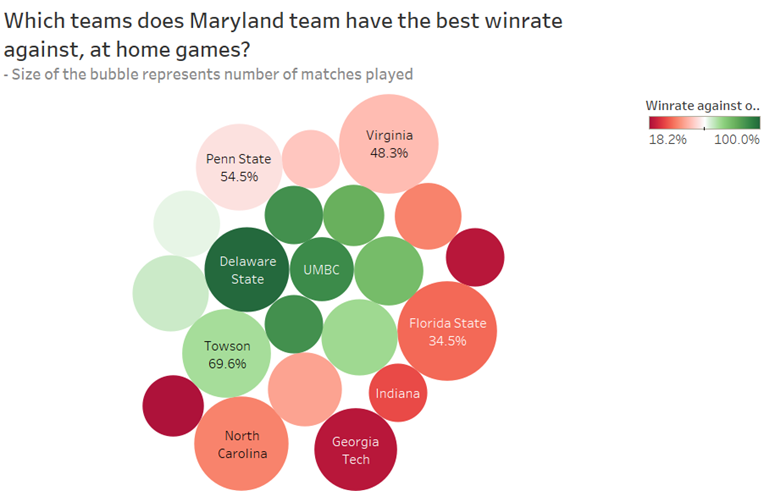 Which teams does Maryland team have the best winrate
against, at home games?
- Size of the bubble represents number of matches played
Winrate against o..
18.2% 100.0%
Virginia
48.3%
Penn State
54.5%
Delaware
State
UMBC
Florida State
34.5%
Towson
69.6%
Indiana
North
Carolina
Georgia
Tech